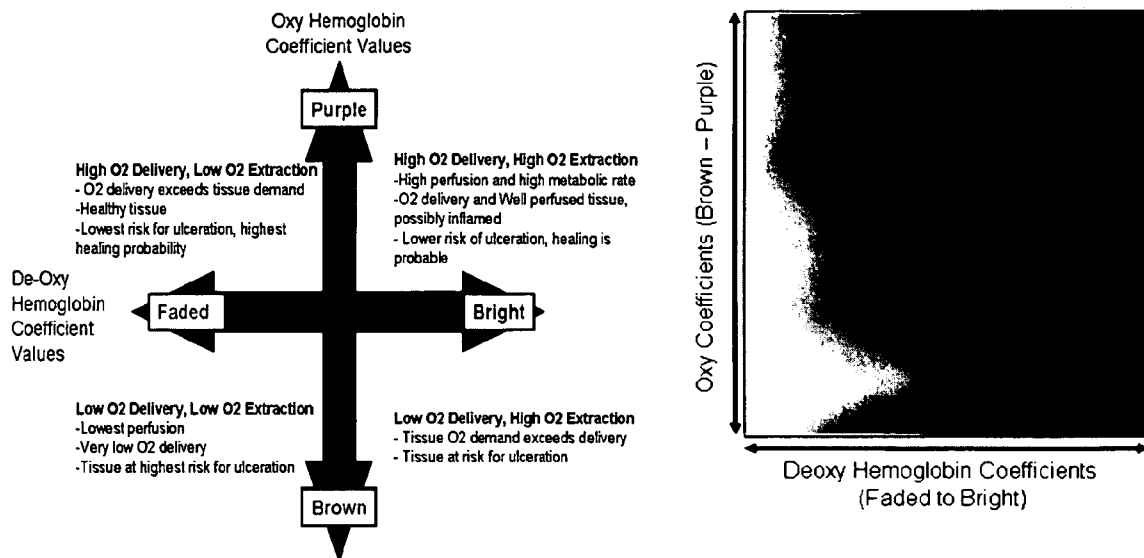 Oxy Hemoglobin
Coefficient Values
Purple
High O2 Delivery, Low O2 Extraction
- O2 delivery exceeds tissue demand
-Healthy tissue
-Lowest risk for ulceration, highest
healing probability
High O2 Delivery, High O2 Extraction
-High perfusion and high metabolic rate
-O2 delivery and Well perfused tissue,
possibly inflamed
- Lower risk of ulceration, healing is
probable
De-Oxy
Hemoglobin
Coefficient
Values
Faded
Bright
Low O2 Delivery, Low O2 Extraction
-Lowest perfusion
-Very low O2 delivery
-Tissue at highest risk for ulceration
Low O2 Delivery, High O2 Extraction
- Tissue O2 demand exceeds delivery
- Tissue at risk for ulceration
Brown
Oxy Coefficients (Brown – Purple)
Deoxy Hemoglobin Coefficients
(Faded to Bright)